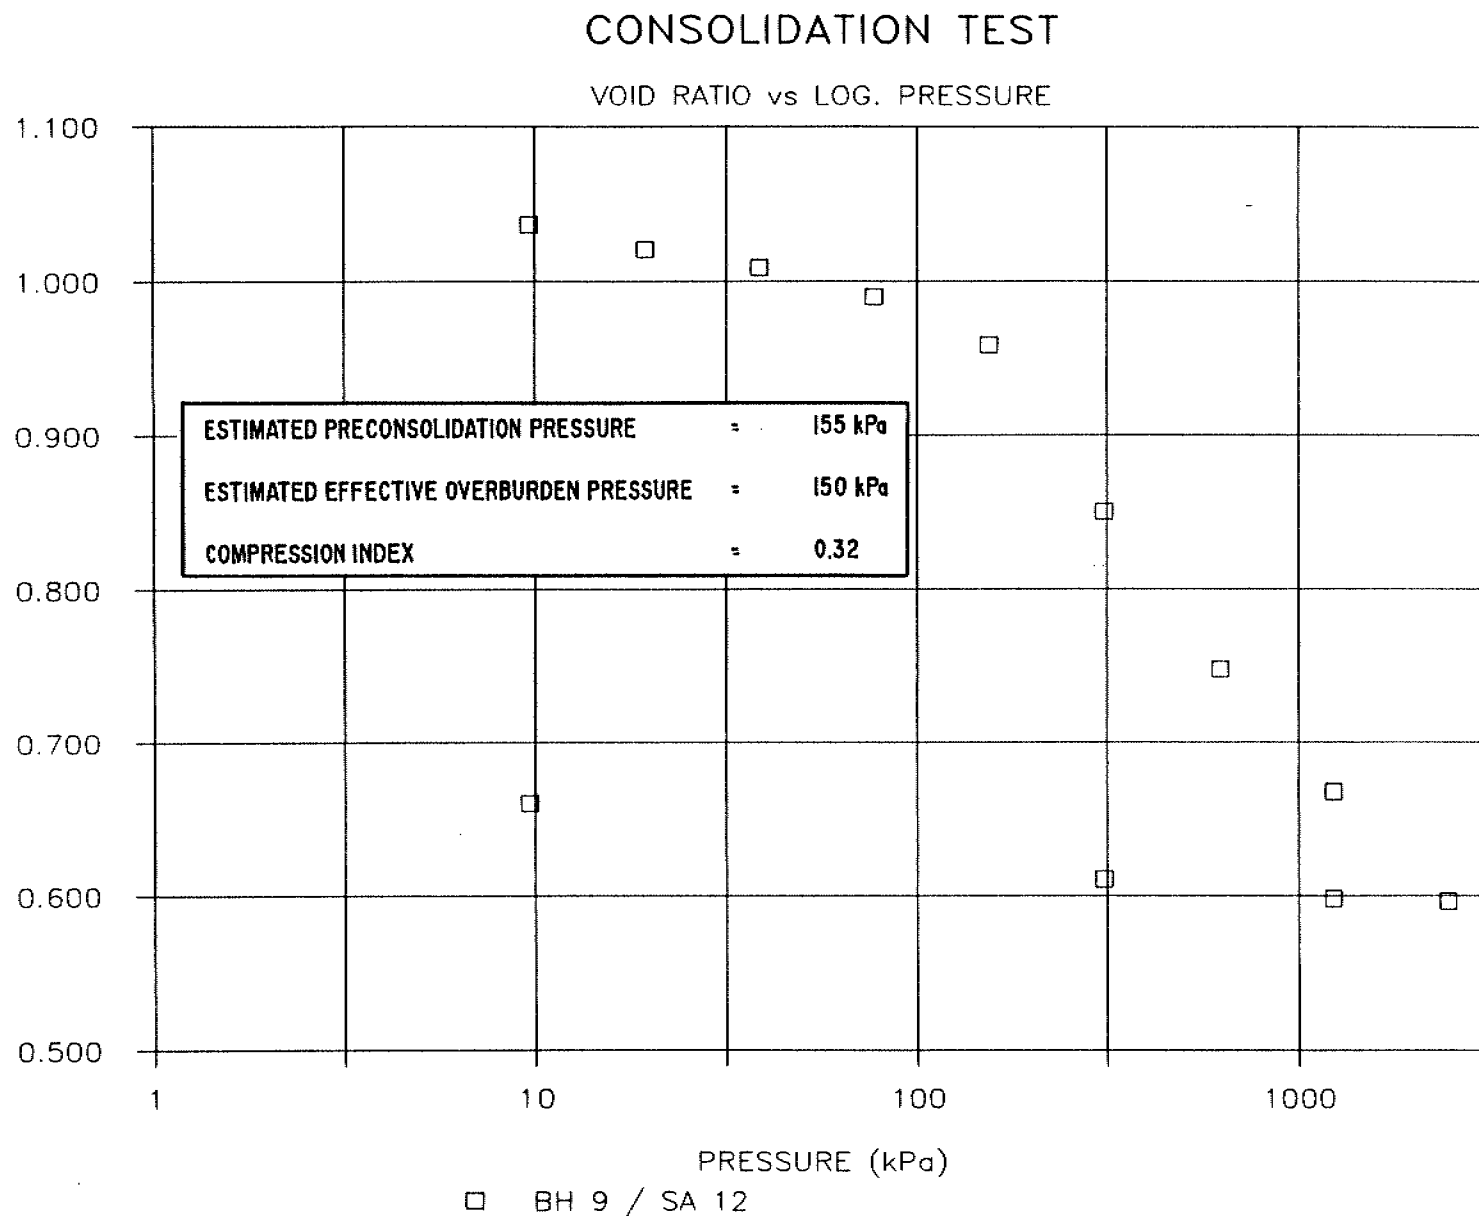 CONSOLIDATION TEST
VOID RATIO vs LOG. PRESSURE
1.100
1.000
0.900
0.800
0.700
0.600
0.500
ESTIMATED PRECONSOLIDATION PRESSURE = 155 kPa
ESTIMATED EFFECTIVE OVERBURDEN PRESSURE = 150 kPa
COMPRESSION INDEX = 0.32
1 10 100 1000
PRESSURE (kPa)
BH 9 / SA 12